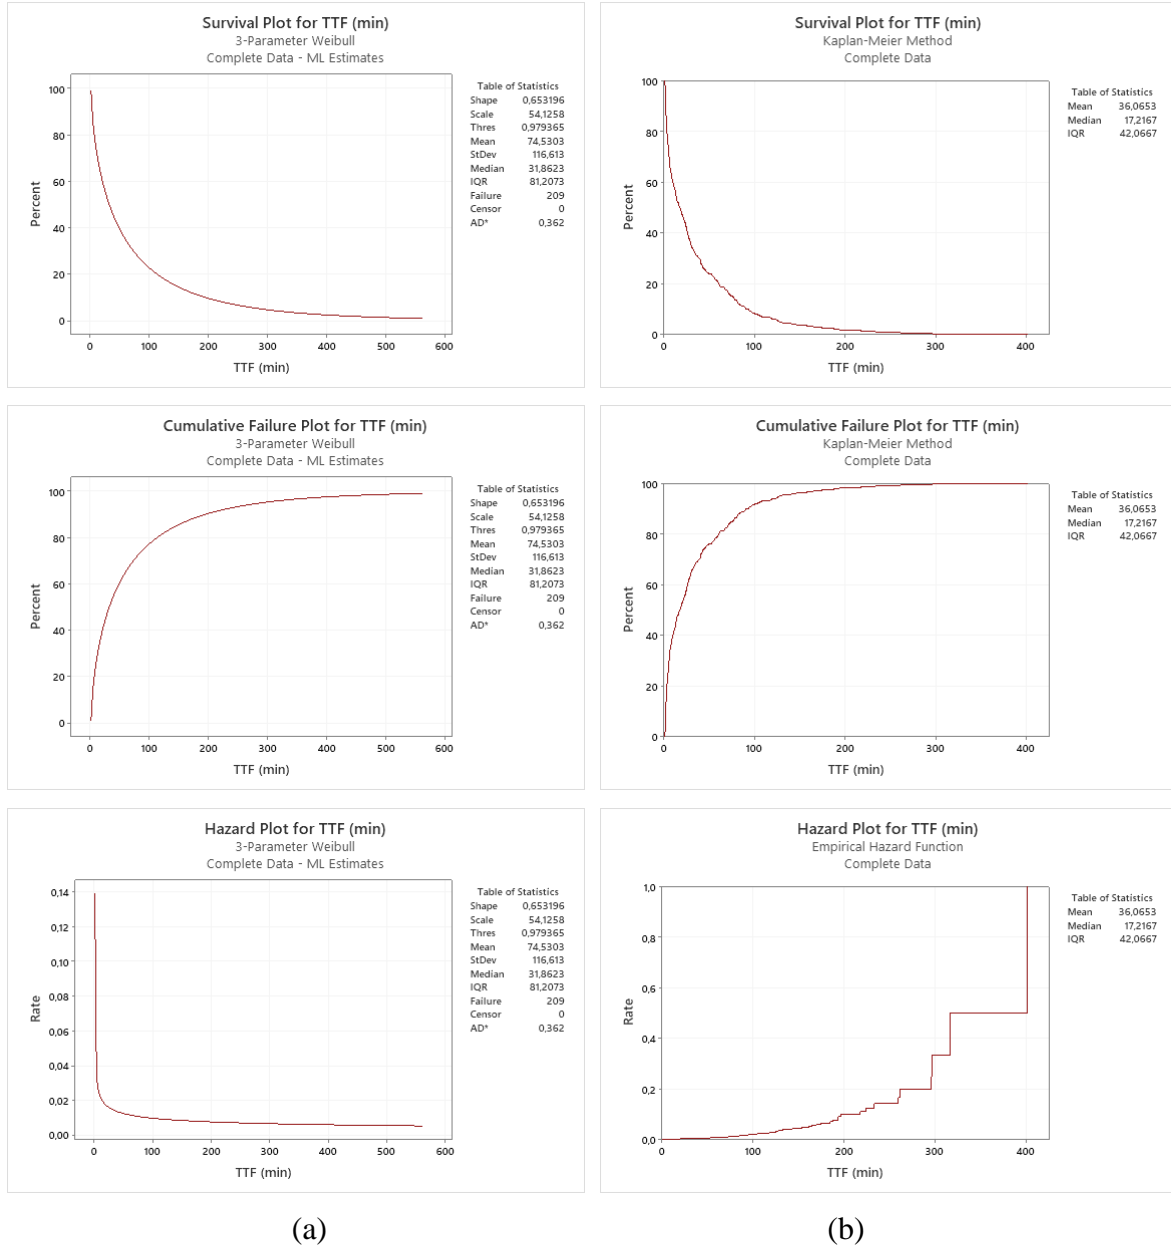 Survival Plot for TTF (min)
3-Parameter Weibull
Complete Data - ML Estimates
100
80
60
40
20
0
Percent
0 100 200 300 400 500 600
TTF (min)
Table of Statistics
Shape 0,653196
Scale 54,1258
Thres 0,979365
Mean 74,5303
StDev 116,613
Median 31,8623
IQR 81,2073
Failure 209
Censor 0
AD* 0,362
Survival Plot for TTF (min)
Kaplan-Meier Method
Complete Data
100
80
60
40
20
0
Percent
0 100 200 300 400
TTF (min)
Table of Statistics
Mean 36,0653
Median 17,2167
IQR 42,0667
Cumulative Failure Plot for TTF (min)
3-Parameter Weibull
Complete Data - ML Estimates
100
80
60
40
20
0
Percent
0 100 200 300 400 500 600
TTF (min)
Table of Statistics
Shape 0,653196
Scale 54,1258
Thres 0,979365
Mean 74,5303
StDev 116,613
Median 31,8623
IQR 81,2073
Failure 209
Censor 0
AD* 0,362
Cumulative Failure Plot for TTF (min)
Kaplan-Meier Method
Complete Data
100
80
60
40
20
0
Percent
0 100 200 300 400
TTF (min)
Table of Statistics
Mean 36,0653
Median 17,2167
IQR 42,0667
Hazard Plot for TTF (min)
3-Parameter Weibull
Complete Data - ML Estimates
0,14
0,12
0,10
0,08
0,06
0,04
0,02
0,00
Rate
0 100 200 300 400 500 600
TTF (min)
Table of Statistics
Shape 0,653196
Scale 54,1258
Thres 0,979365
Mean 74,5303
StDev 116,613
Median 31,8623
IQR 81,2073
Failure 209
Censor 0
AD* 0,362
Hazard Plot for TTF (min)
Empirical Hazard Function
Complete Data
1,0
0,8
0,6
0,4
0,2
0,0
Rate
0 100 200 300 400
TTF (min)
Table of Statistics
Mean 36,0653
Median 17,2167
IQR 42,0667
(a) (b)